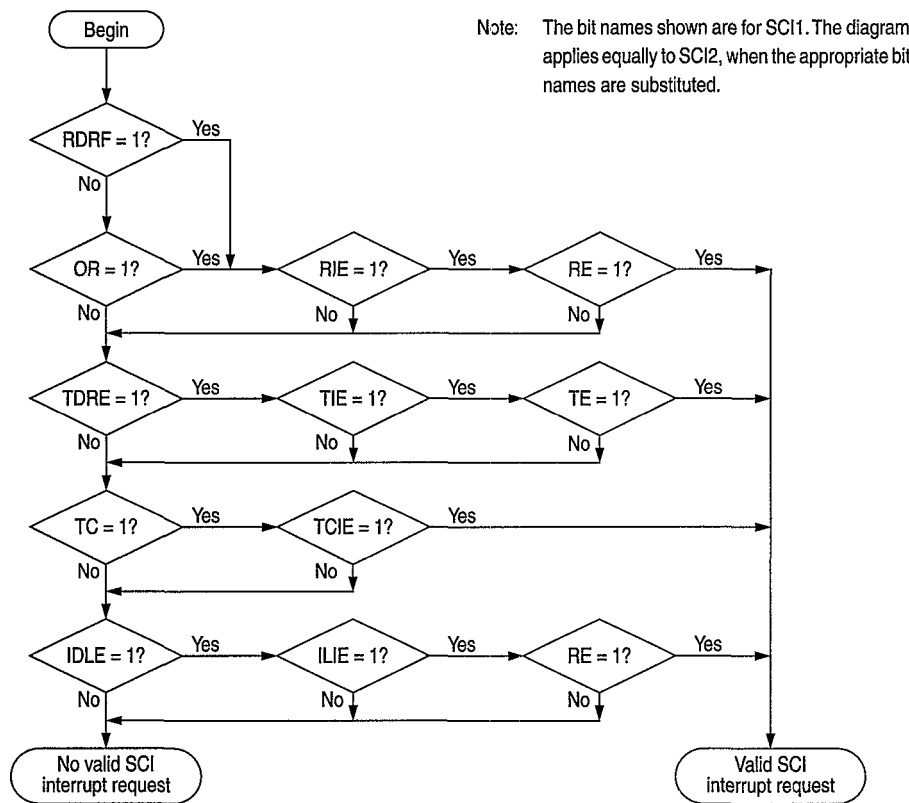 Begin
Note: The bit names shown are for SCI1. The diagram
applies equally to SCI2, when the appropriate bit
names are substituted.
RDRF = 1?
Yes
No
OR = 1?
Yes
RIE = 1?
Yes
RE = 1?
Yes
No
No
No
TDRE = 1?
Yes
TIE = 1?
Yes
TE = 1?
Yes
No
No
No
TC = 1?
Yes
TCIE = 1?
Yes
No
No
IDLE = 1?
Yes
ILIE = 1?
Yes
RE = 1?
Yes
No
No
No
No valid SCI
interrupt request
Valid SCI
interrupt request